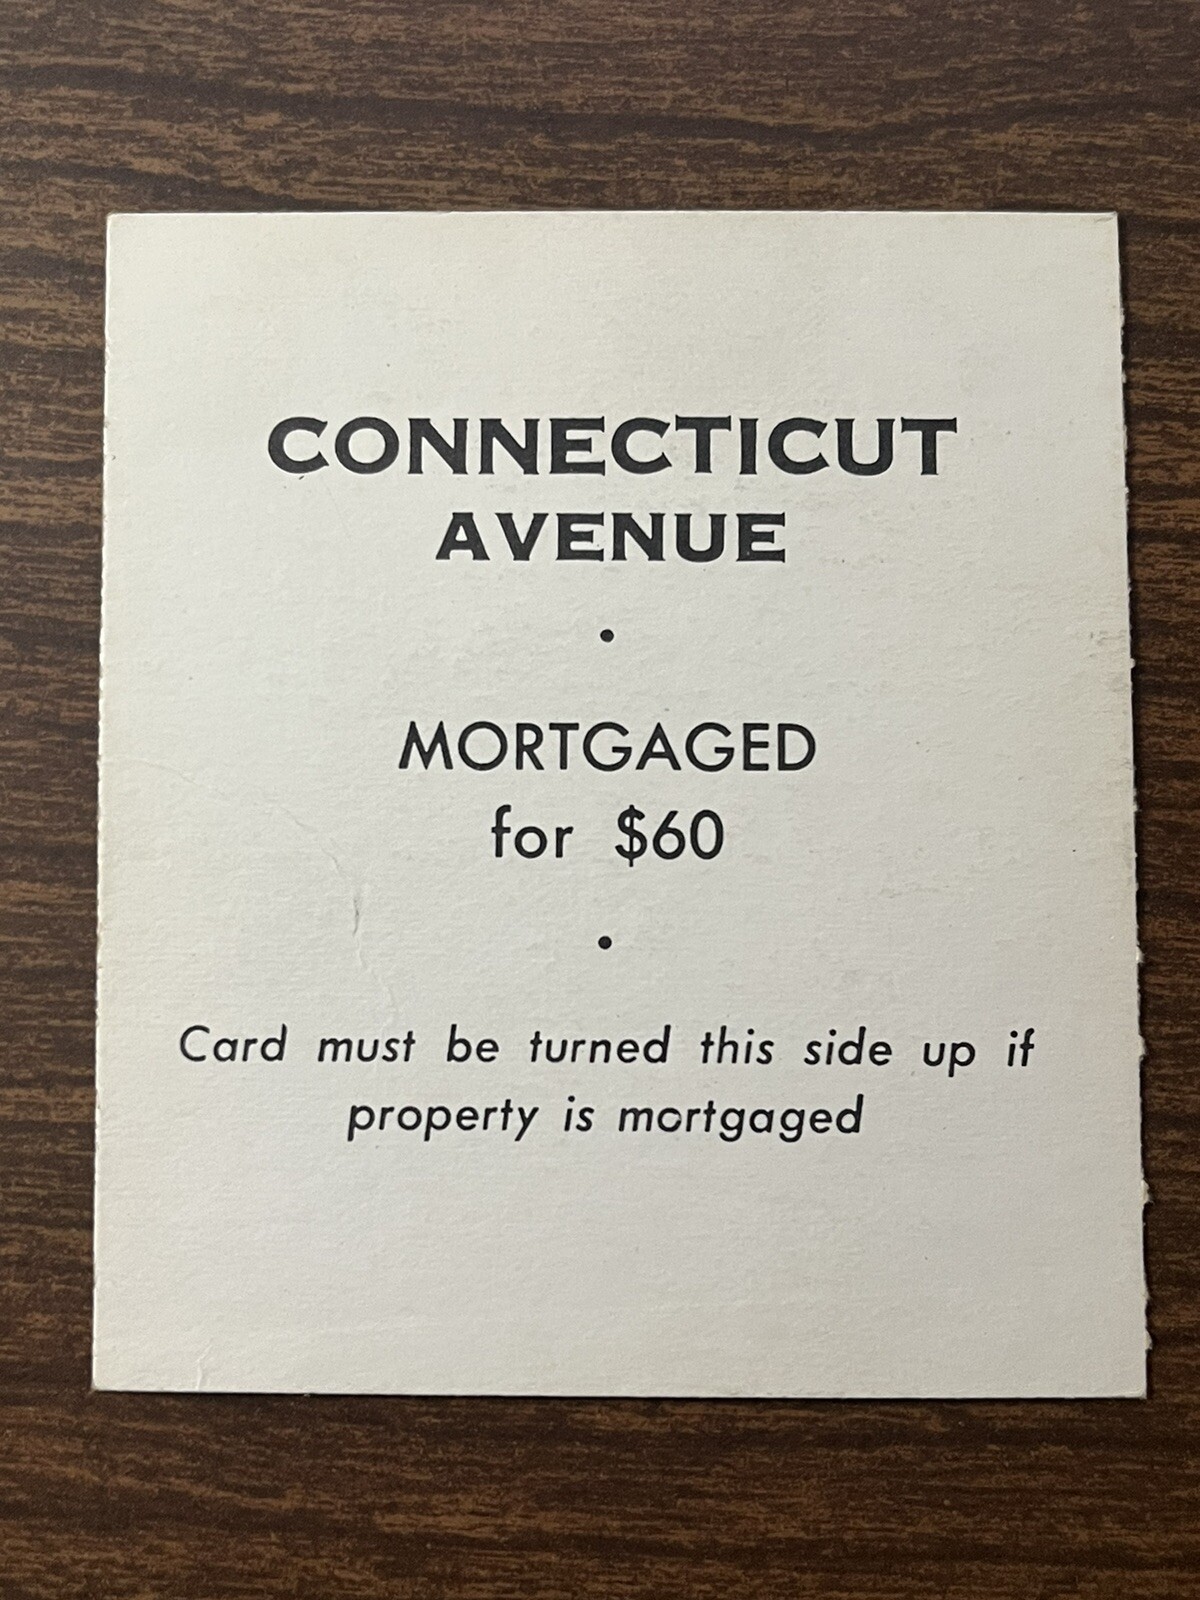 CONNECTICUT
AVENUE
•
MORTGAGED
for $60
•
Card must be turned this side up if
property is mortgaged